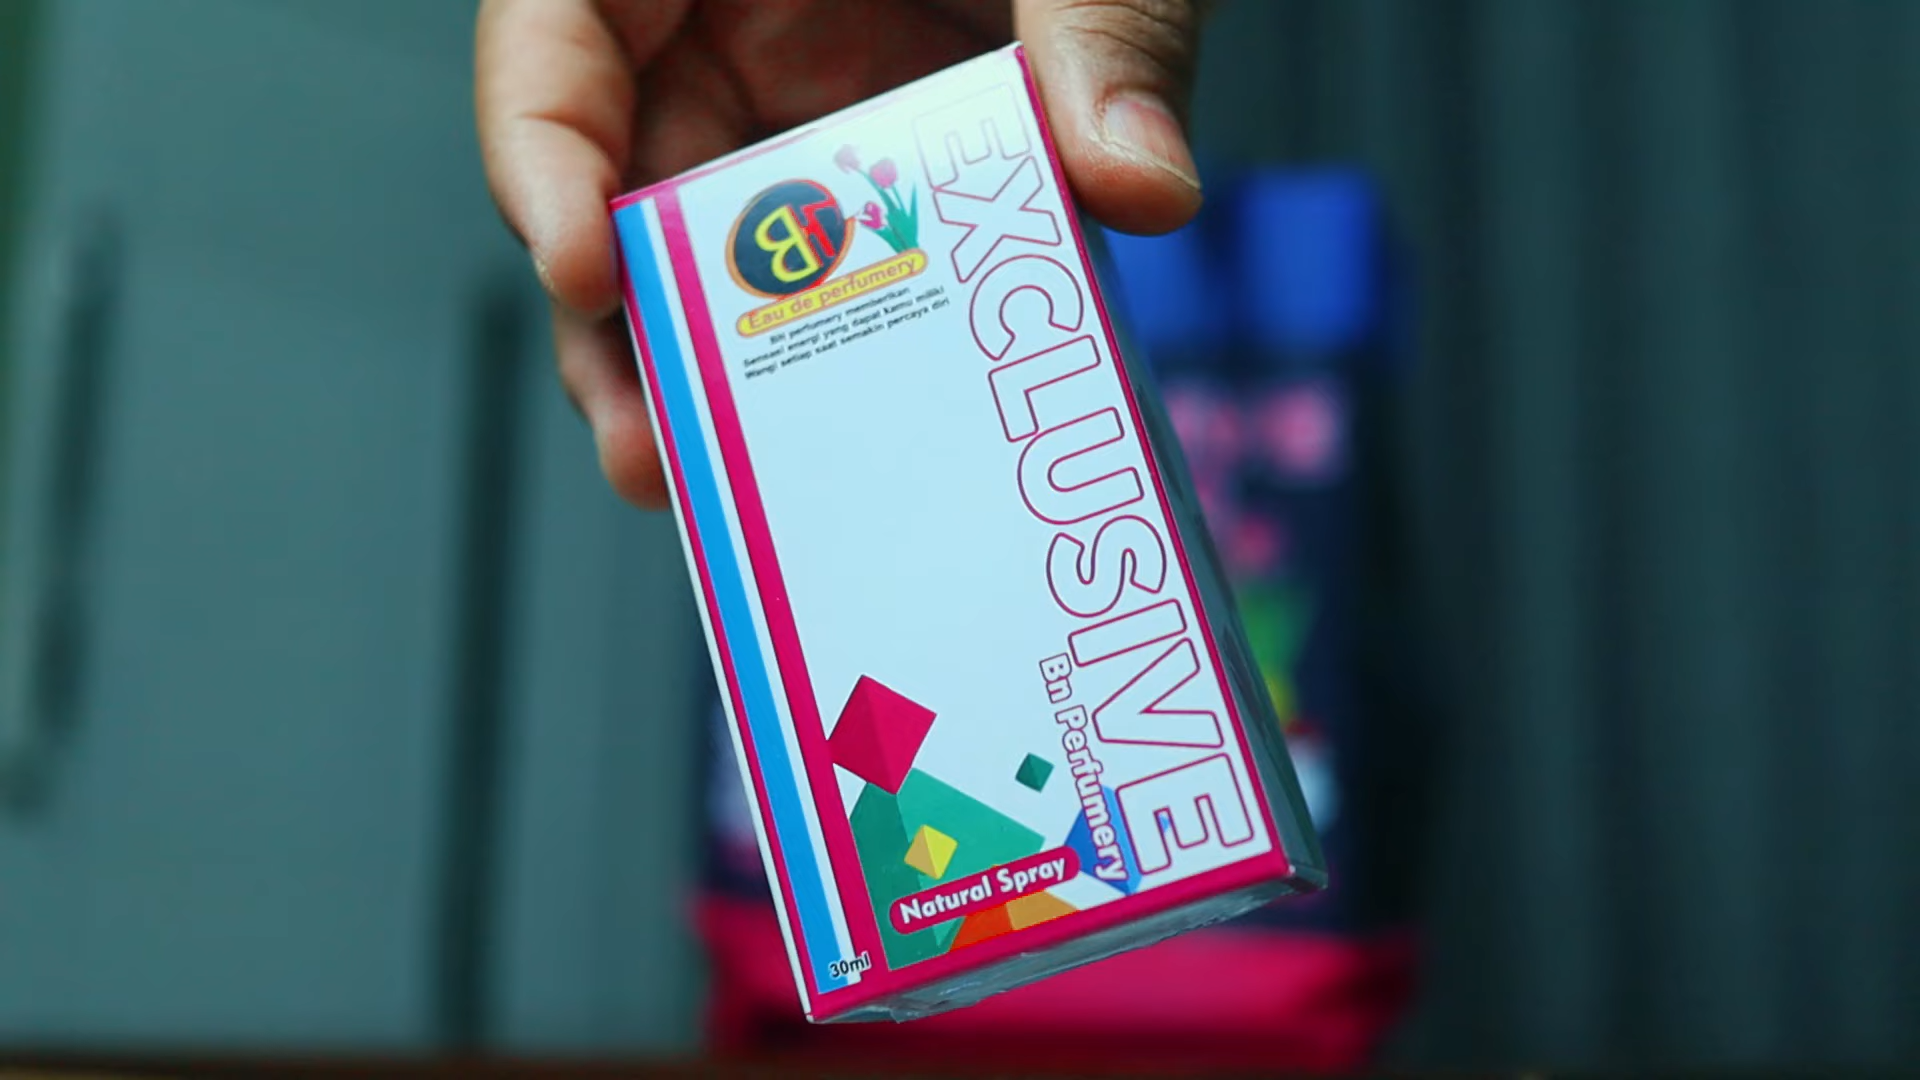 Eau de perfumery
BH perfumery memberikan
Sensasi energi yang dapat kamu miliki
Wangi setiap saat semakin percaya diri
EXCLUSIVE
Bn Perfumery
Natural Spray
30ml